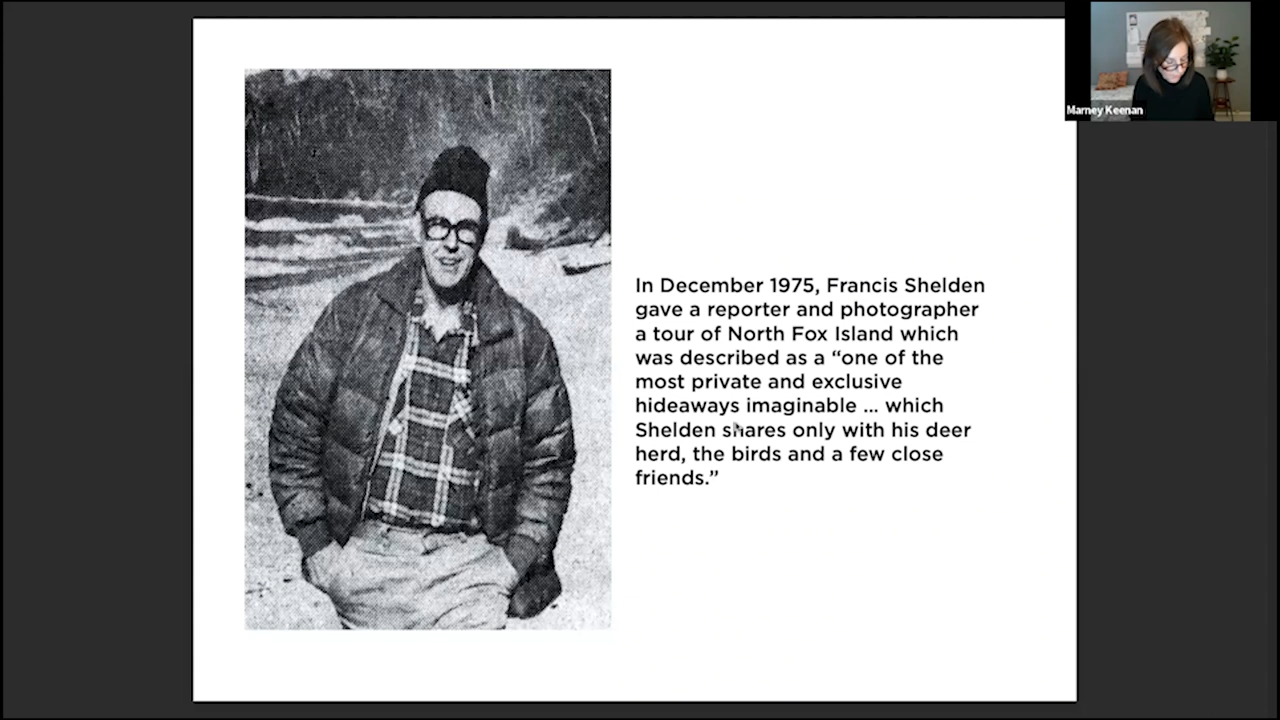 Marney Keenan
In December 1975, Francis Shelden
gave a reporter and photographer
a tour of North Fox Island which
was described as a “one of the
most private and exclusive
hideaways imaginable ... which
Shelden shares only with his deer
herd, the birds and a few close
friends.”